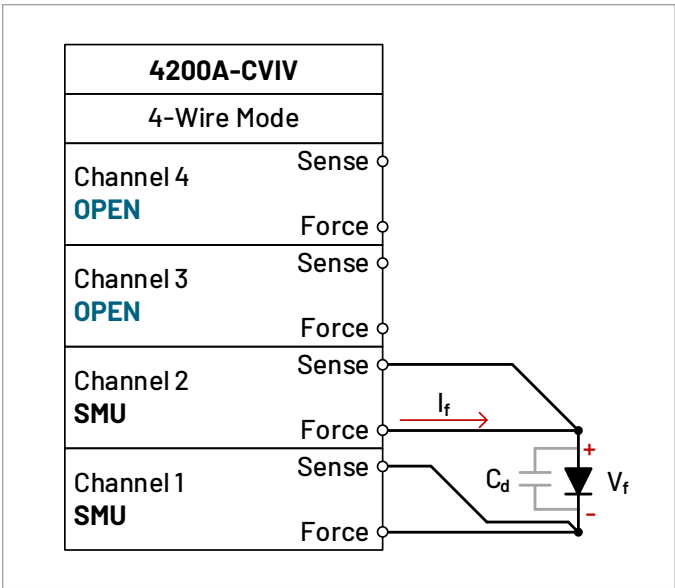 4200A-CVIV
4-Wire Mode
Sense
Channel 4
OPEN
Force
Sense
Channel 3
OPEN
Force
Sense
Channel 2
SMU
Force
If
Sense
Channel 1
SMU
Force
+
Cd
Vf
-